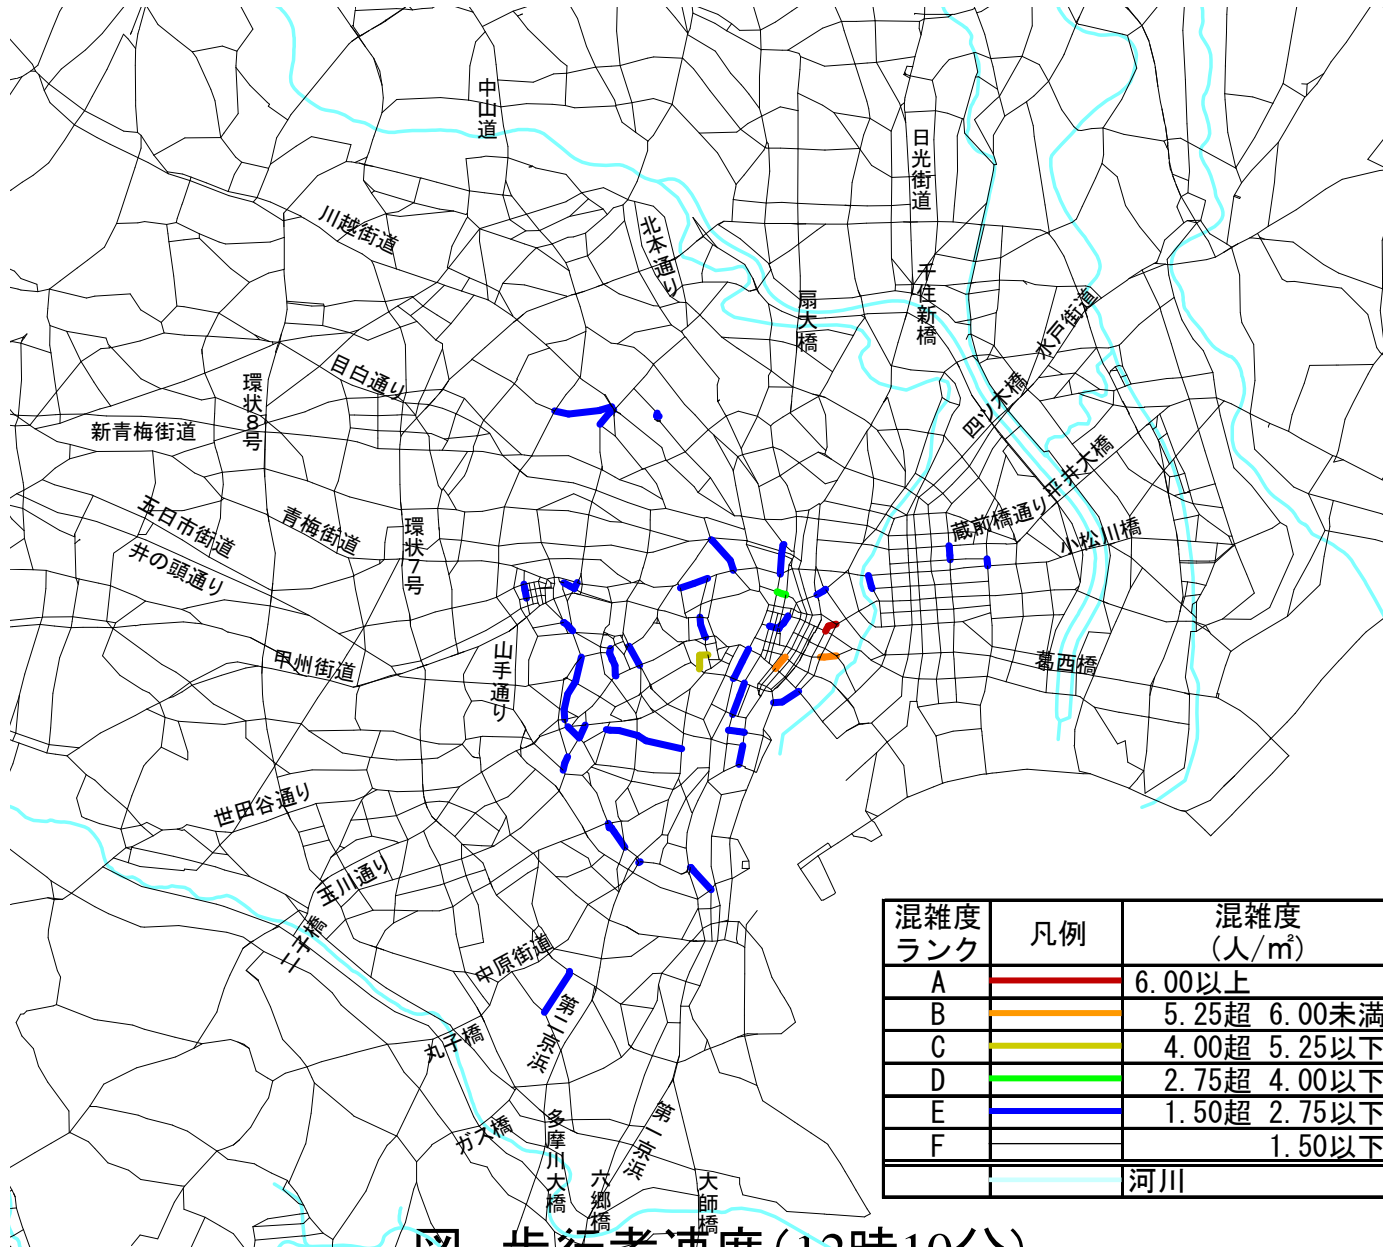 中山道
日光街道
川越街道
北本通り
千住新橋
扇大橋
水戸街道
目白通り
環状8号
四ツ木橋
新青梅街道
平井大橋
五日市街道
青梅街道
環状7号
蔵前橋通り
小松川橋
井の頭通り
山手通り
甲州街道
葛西橋
世田谷通り
玉川通り
二子橋
中原街道
第二京浜
丸子橋
ガス橋
多摩川大橋
第一京浜
六郷橋
大師橋
混雑度ランク 凡例 混雑度(人/㎡)
A 6.00以上
B 5.25超 6.00未満
C 4.00超 5.25以下
D 2.75超 4.00以下
E 1.50超 2.75以下
F 1.50以下
河川